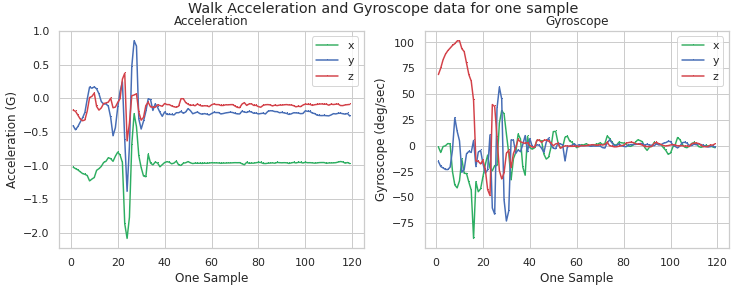 Walk Acceleration and Gyroscope data for one sample
Acceleration
Acceleration (G)
1.0
0.5
0.0
−0.5
−1.0
−1.5
−2.0
0 20 40 60 80 100 120
One Sample
x
y
z
Gyroscope
Gyroscope (deg/sec)
100
75
50
25
0
−25
−50
−75
0 20 40 60 80 100 120
One Sample
x
y
z